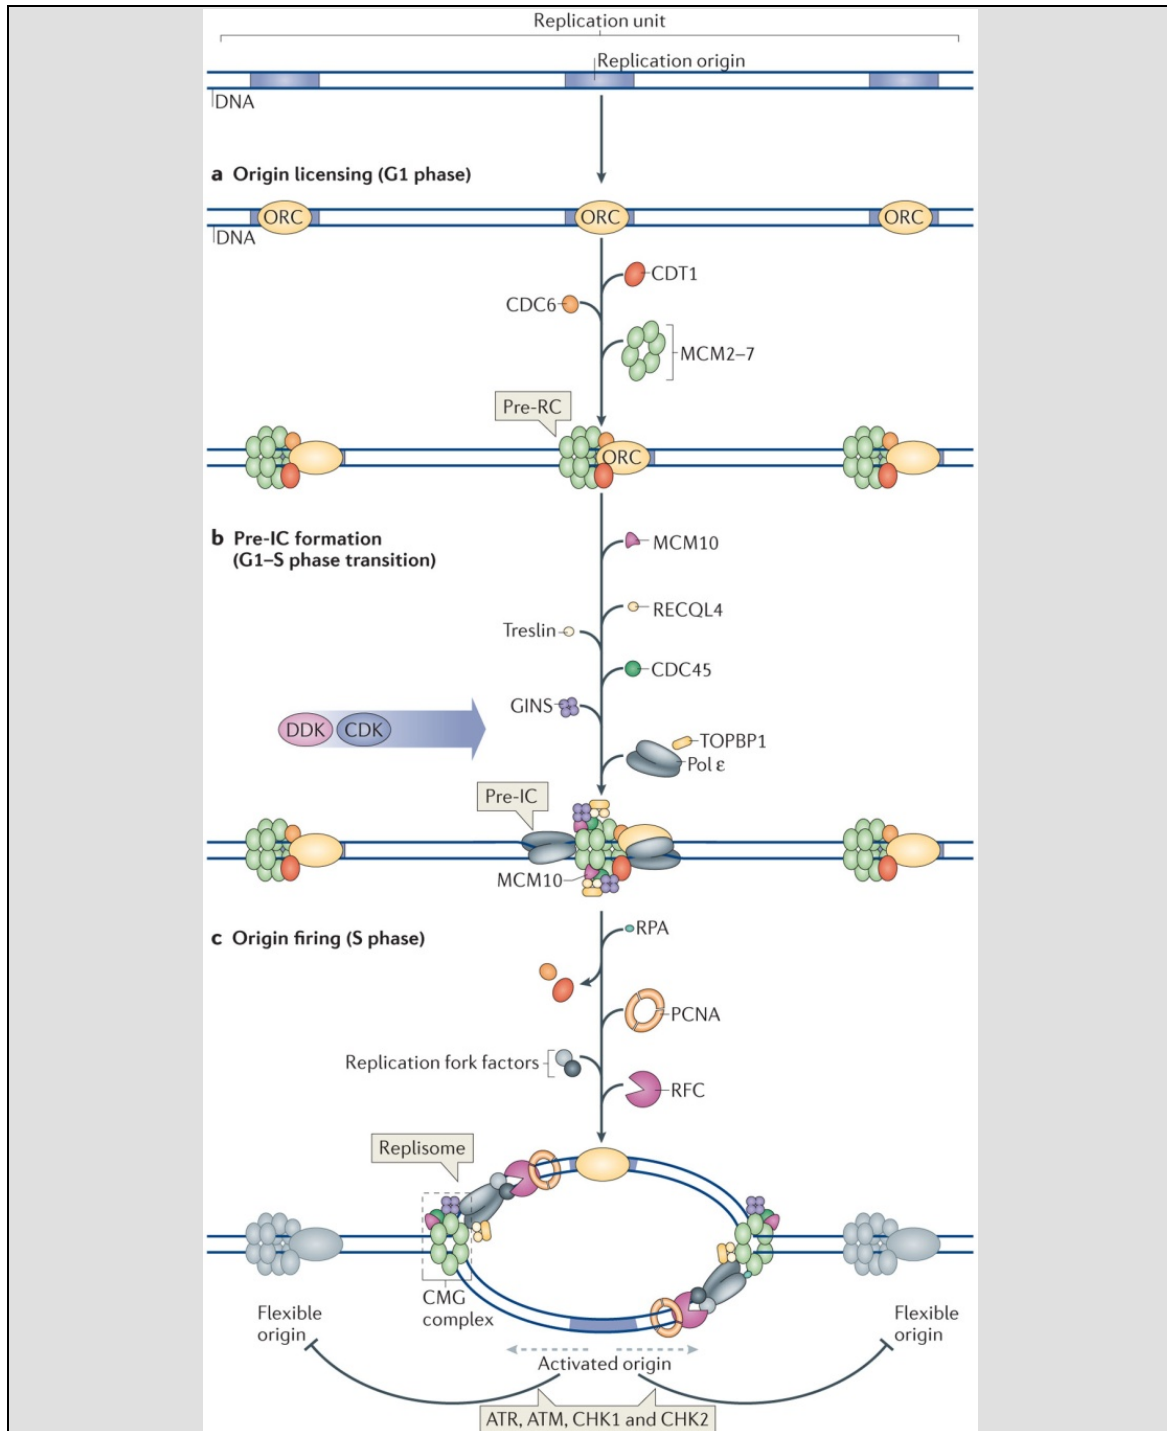 Replication unit
Replication origin
DNA
a Origin licensing (G1 phase)
ORC
ORC
ORC
DNA
CDT1
CDC6
MCM2–7
Pre-RC
ORC
b Pre-IC formation
(G1–S phase transition)
MCM10
RECQL4
Treslin
CDC45
GINS
DDK
CDK
TOPBP1
Pol ε
Pre-IC
MCM10
c Origin firing (S phase)
RPA
PCNA
Replication fork factors
RFC
Replisome
CMG
complex
Flexible
origin
Flexible
origin
Activated origin
ATR, ATM, CHK1 and CHK2